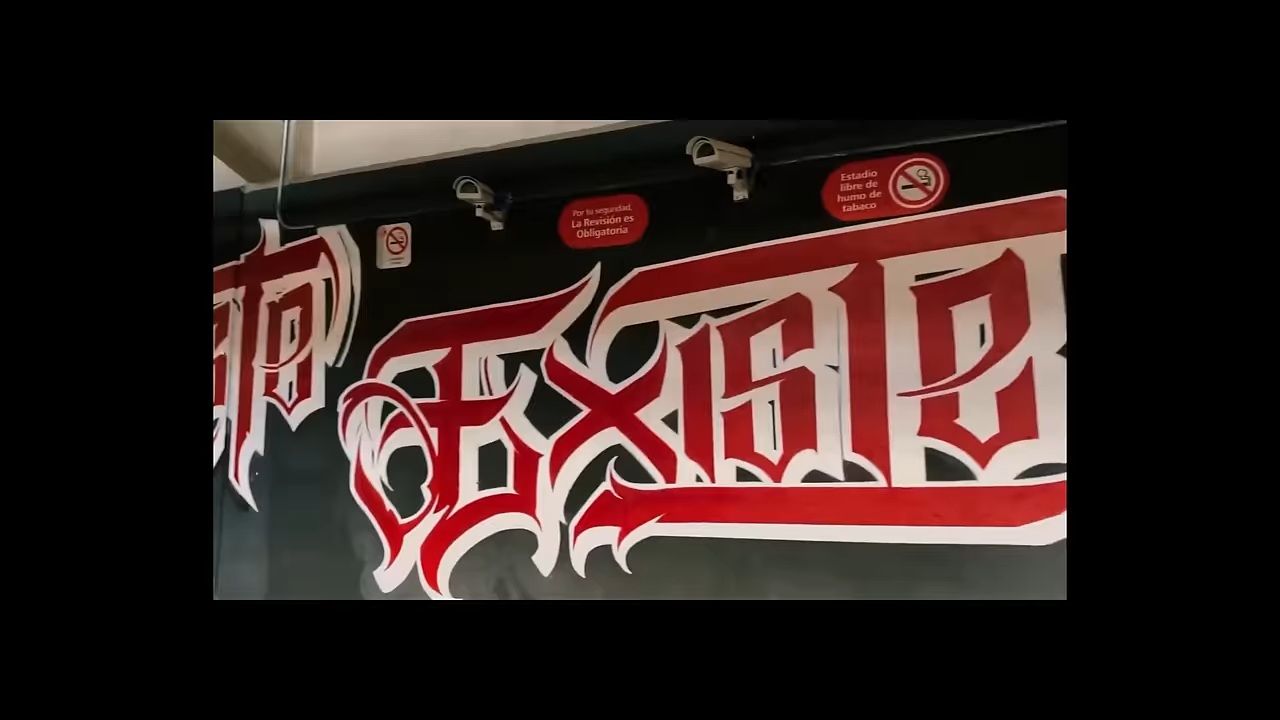 Por tu seguridad,
La Revisión es
Obligatoria
Estadio
libre de
humo de
tabaco
Existe